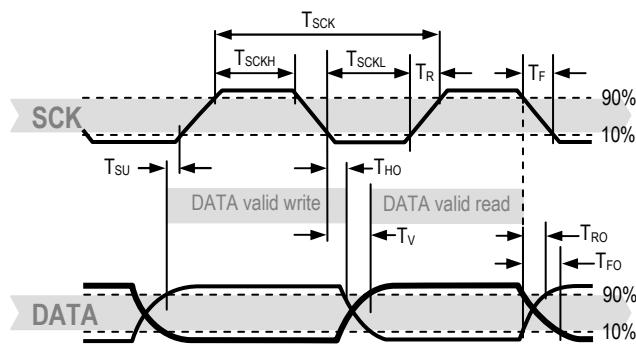 TSCK
TSCKH TSCKL TR TF
90%
SCK
10%
TSU THO
DATA valid write DATA valid read
TV TRO
TFO
90%
DATA
10%